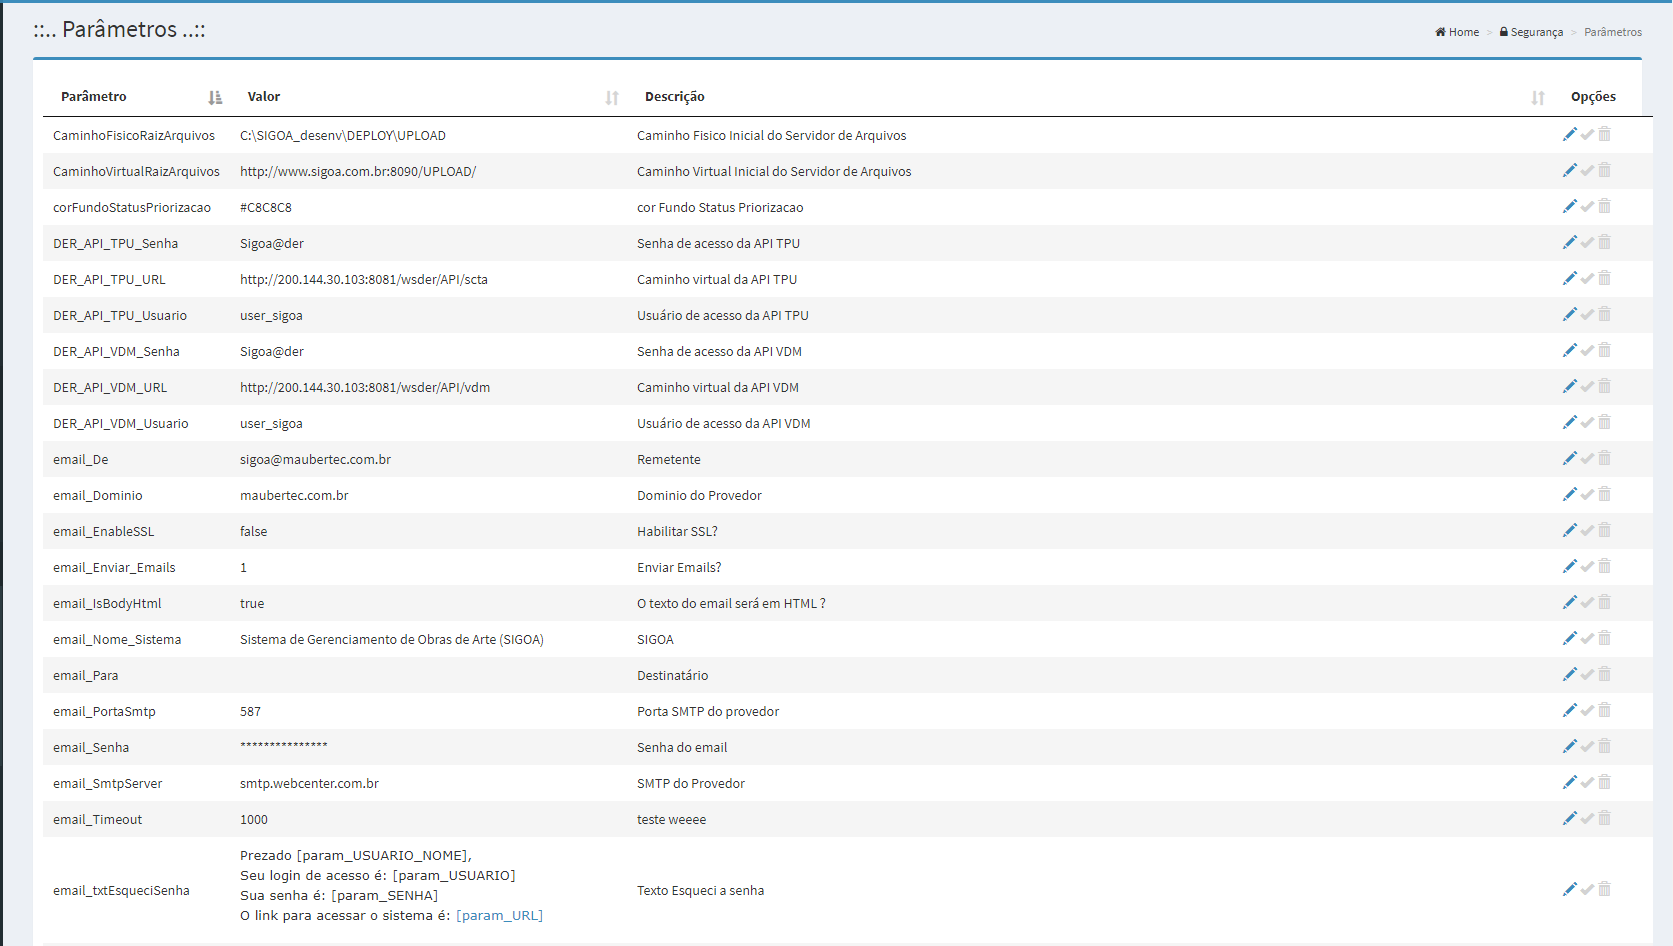 ::... Parâmetros ...::
Home > Segurança > Parâmetros
Parâmetro Valor Descrição Opções
CaminhoFisicoRaizArquivos C:\SIGOA_desenv\DEPLOY\UPLOAD Caminho Fisico Inicial do Servidor de Arquivos
CaminhoVirtualRaizArquivos http://www.sigoa.com.br:8090/UPLOAD/ Caminho Virtual Inicial do Servidor de Arquivos
corFundoStatusPriorizacao #C8C8C8 cor Fundo Status Priorizacao
DER_API_TPU_Senha Sigoa@der Senha de acesso da API TPU
DER_API_TPU_URL http://200.144.30.103:8081/wsder/API/scta Caminho virtual da API TPU
DER_API_TPU_Usuario user_sigoa Usuário de acesso da API TPU
DER_API_VDM_Senha Sigoa@der Senha de acesso da API VDM
DER_API_VDM_URL http://200.144.30.103:8081/wsder/API/vdm Caminho virtual da API VDM
DER_API_VDM_Usuario user_sigoa Usuário de acesso da API VDM
email_De sigoa@maubertec.com.br Remetente
email_Dominio maubertec.com.br Dominio do Provedor
email_EnableSSL false Habilitar SSL?
email_Enviar_Emails 1 Enviar Emails?
email_IsBodyHtml true O texto do email será em HTML ?
email_Nome_Sistema Sistema de Gerenciamento de Obras de Arte (SIGOA) SIGOA
email_Para Destinatário
email_PortaSmtp 587 Porta SMTP do provedor
email_Senha *************** Senha do email
email_SmtpServer smtp.webcenter.com.br SMTP do Provedor
email_Timeout 1000 teste weeee
Prezado [param_USUARIO_NOME],
Seu login de acesso é: [param_USUARIO]
email_txtEsqueciSenha Sua senha é: [param_SENHA] Texto Esqueci a senha
O link para acessar o sistema é: [param_URL]